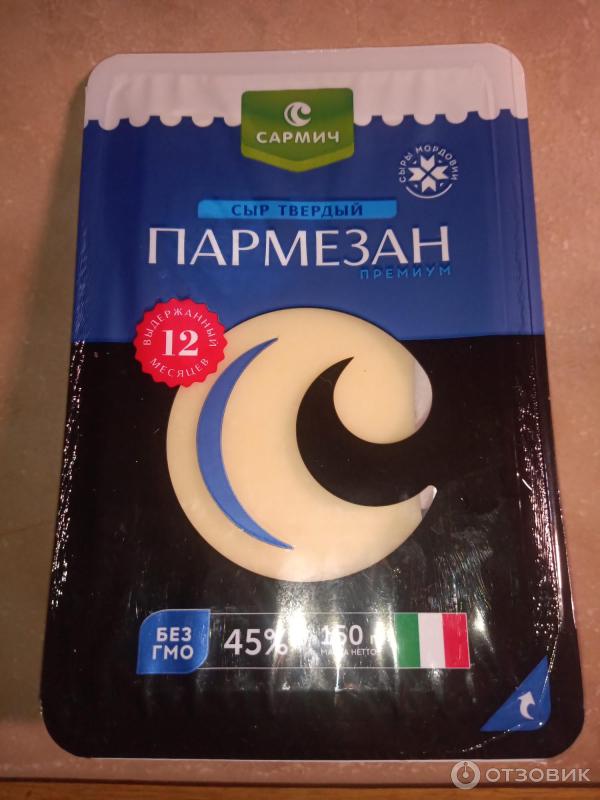 САРМИЧ
СЫРЫ МОРДОВИИ
СЫР ТВЕРДЫЙ
ПАРМЕЗАН
ПРЕМИУМ
ВЫДЕРЖАННЫЙ
12
МЕСЯЦЕВ
БЕЗ
ГМО
45%
150 г
МАССА НЕТТО
ОТЗОВИК